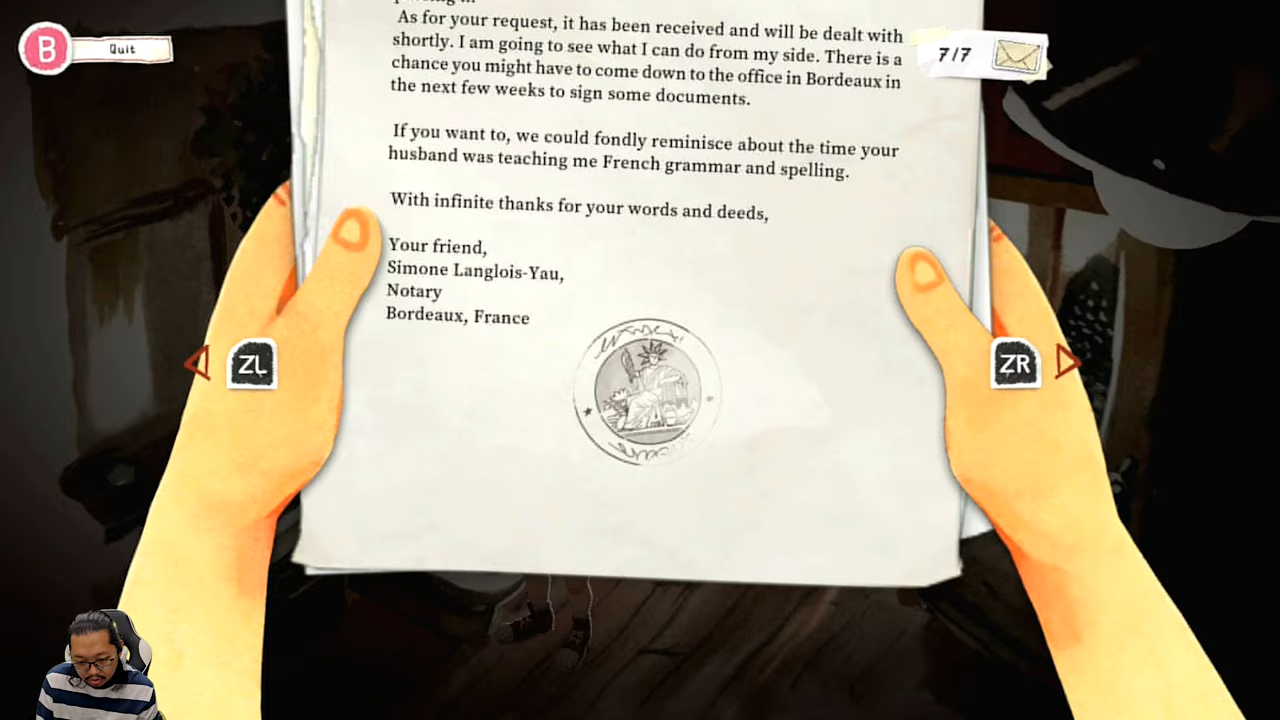 B
Quit
7/7
As for your request, it has been received and will be dealt with
shortly. I am going to see what I can do from my side. There is a
chance you might have to come down to the office in Bordeaux in
the next few weeks to sign some documents.
If you want to, we could fondly reminisce about the time your
husband was teaching me French grammar and spelling.
With infinite thanks for your words and deeds,
Your friend,
Simone Langlois-Yau,
Notary
Bordeaux, France
ZL
ZR